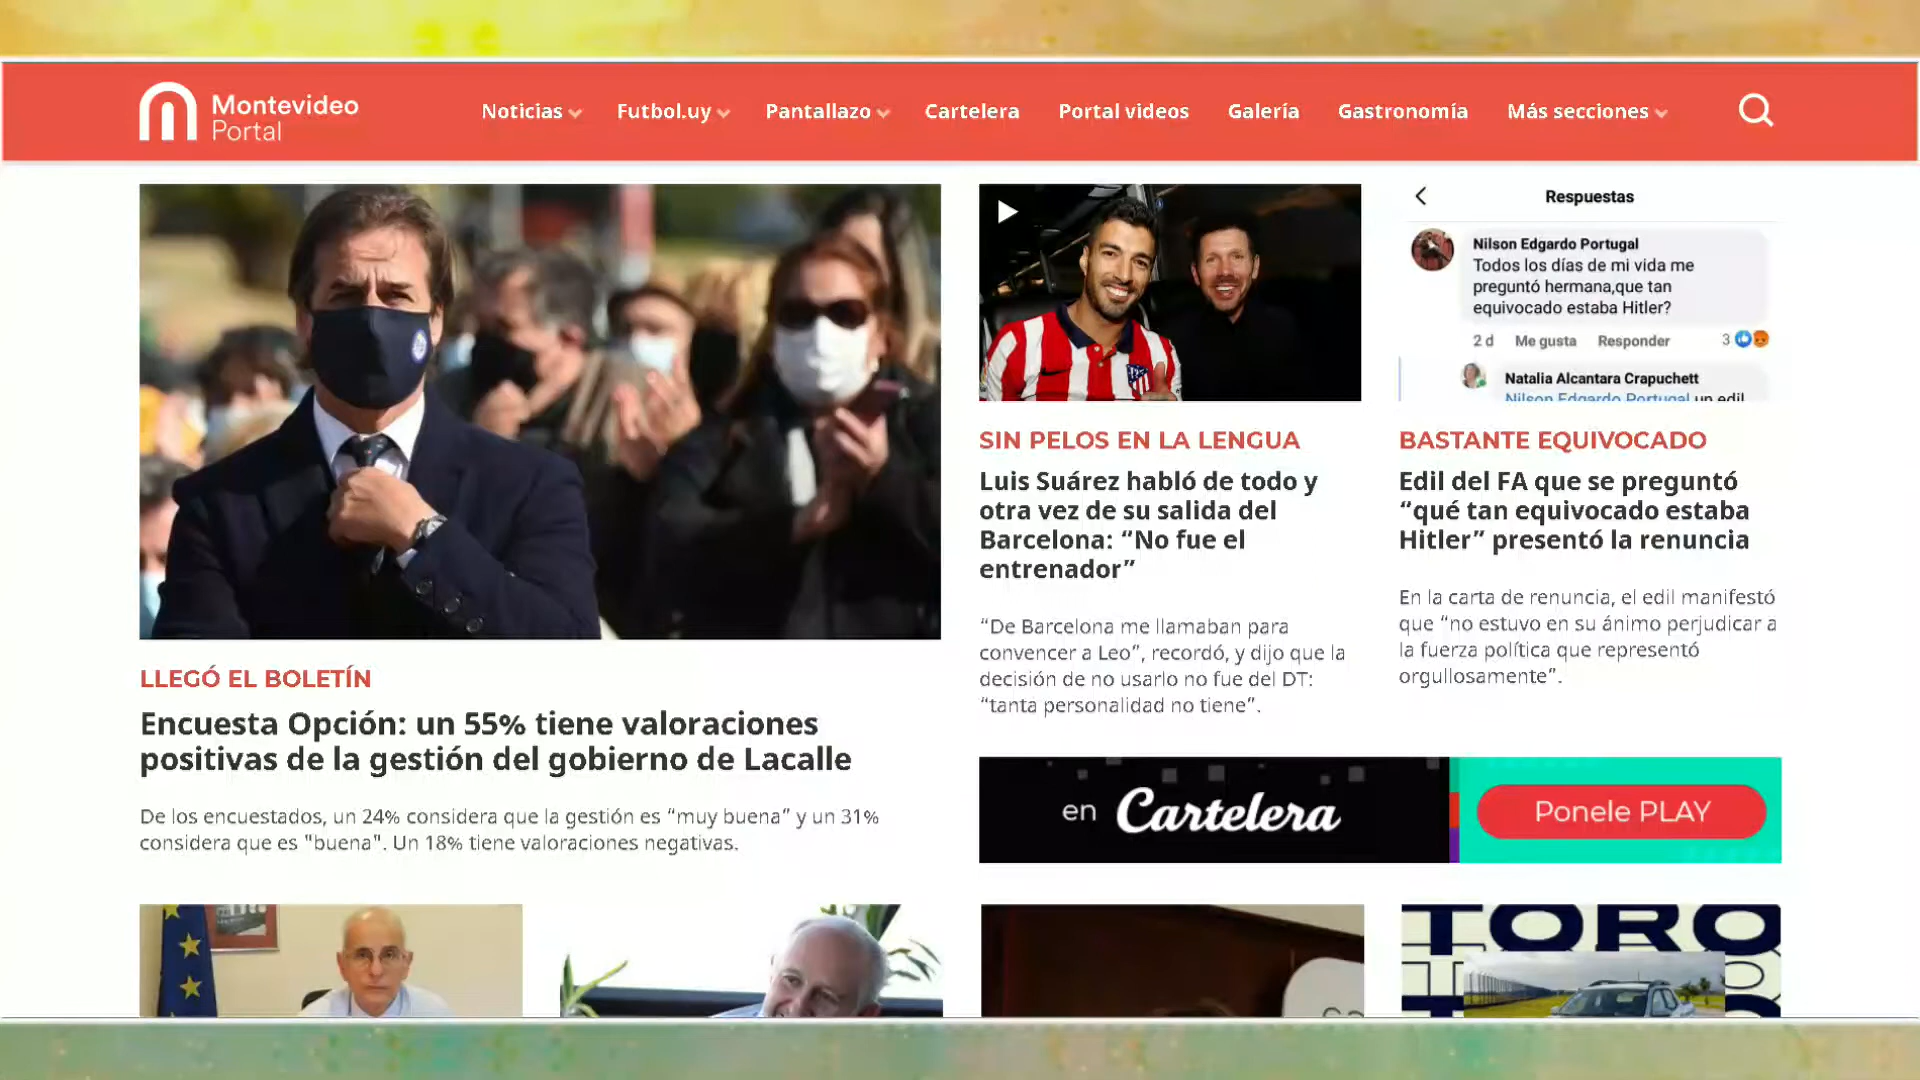 Montevideo
Portal
Noticias
Futbol.uy
Pantallazo
Cartelera
Portal videos
Galería
Gastronomía
Más secciones
LLEGÓ EL BOLETÍN
Encuesta Opción: un 55% tiene valoraciones
positivas de la gestión del gobierno de Lacalle
De los encuestados, un 24% considera que la gestión es “muy buena” y un 31%
considera que es "buena". Un 18% tiene valoraciones negativas.
SIN PELOS EN LA LENGUA
Luis Suárez habló de todo y
otra vez de su salida del
Barcelona: “No fue el
entrenador”
“De Barcelona me llamaban para
convencer a Leo”, recordó, y dijo que la
decisión de no usarlo no fue del DT:
“tanta personalidad no tiene”.
Respuestas
Nilson Edgardo Portugal
Todos los días de mi vida me
preguntó hermana,que tan
equivocado estaba Hitler?
2 d Me gusta Responder 3
Natalia Alcantara Crapuchett
Nilson Edgardo Portugal un edil
BASTANTE EQUIVOCADO
Edil del FA que se preguntó
“qué tan equivocado estaba
Hitler” presentó la renuncia
En la carta de renuncia, el edil manifestó
que “no estuvo en su ánimo perjudicar a
la fuerza política que representó
orgullosamente”.
en Cartelera
Ponele PLAY
TORO